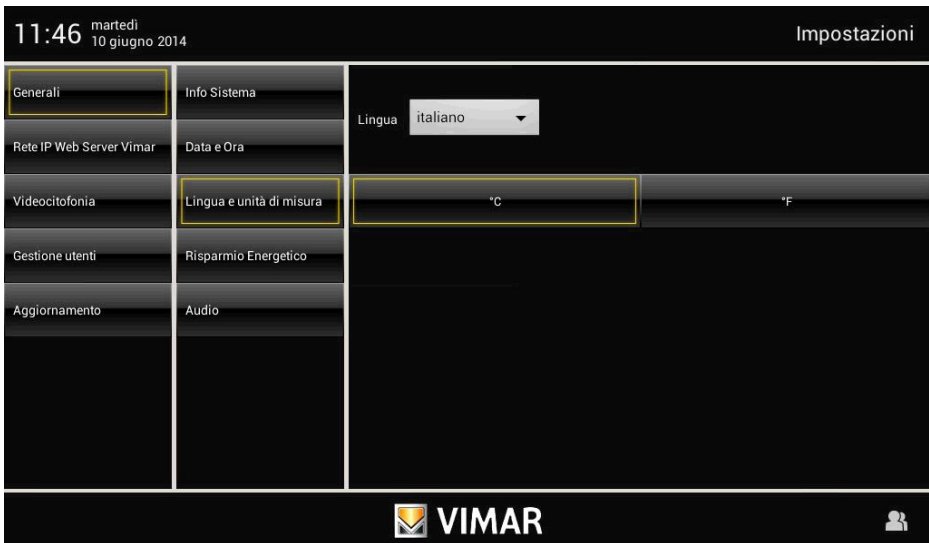 11:46 martedì
10 giugno 2014
Impostazioni
Generali
Rete IP Web Server Vimar
Videocitofonia
Gestione utenti
Aggiornamento
Info Sistema
Data e Ora
Lingua e unità di misura
Risparmio Energetico
Audio
Lingua italiano
°C °F
VIMAR